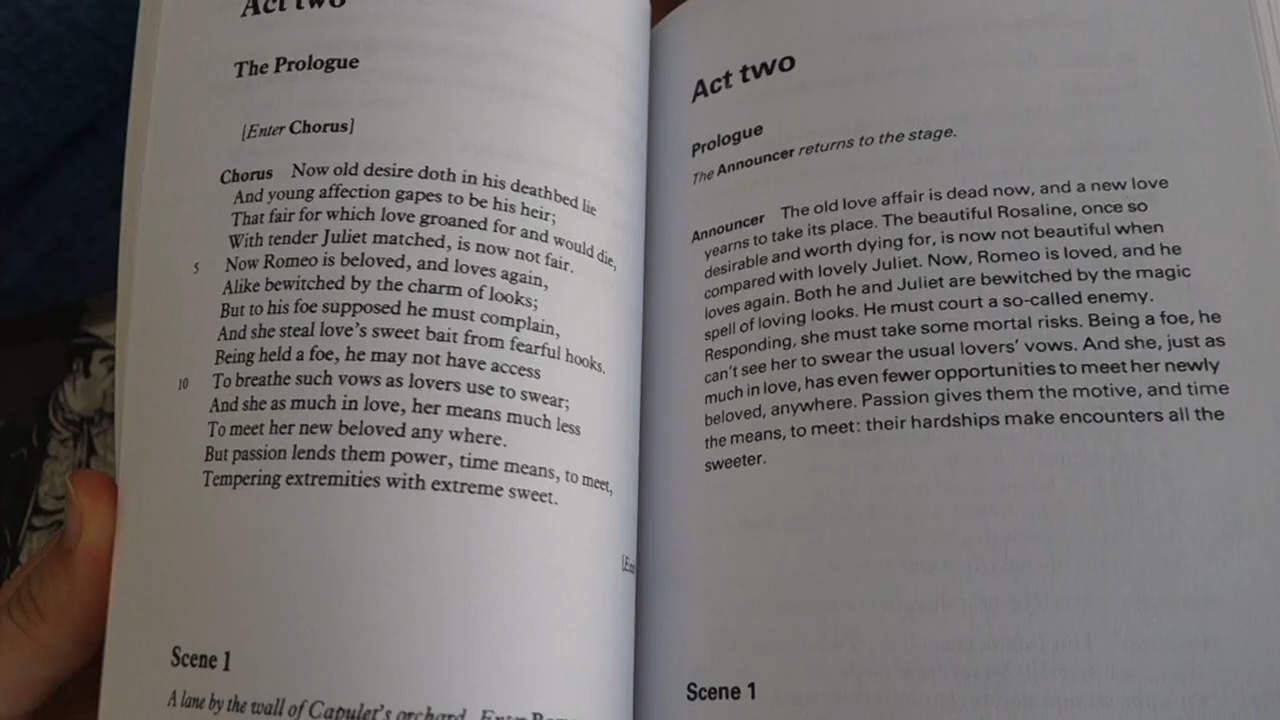 Act two
The Prologue
[Enter Chorus]
Chorus Now old desire doth in his deathbed lie
And young affection gapes to be his heir;
That fair for which love groaned for and would die,
With tender Juliet matched, is now not fair.
5 Now Romeo is beloved, and loves again,
Alike bewitched by the charm of looks;
But to his foe supposed he must complain,
And she steal love's sweet bait from fearful hooks.
Being held a foe, he may not have access
10 To breathe such vows as lovers use to swear;
And she as much in love, her means much less
To meet her new beloved any where.
But passion lends them power, time means, to meet,
Tempering extremities with extreme sweet.
Scene 1
A lane by the wall of Capulet's orchard. Enter
Act two
Prologue
The Announcer returns to the stage.
Announcer The old love affair is dead now, and a new love
yearns to take its place. The beautiful Rosaline, once so
desirable and worth dying for, is now not beautiful when
compared with lovely Juliet. Now, Romeo is loved, and he
loves again. Both he and Juliet are bewitched by the magic
spell of loving looks. He must court a so-called enemy.
Responding, she must take some mortal risks. Being a foe, he
can't see her to swear the usual lovers' vows. And she, just as
much in love, has even fewer opportunities to meet her newly
beloved, anywhere. Passion gives them the motive, and time
the means, to meet: their hardships make encounters all the
sweeter.
Scene 1